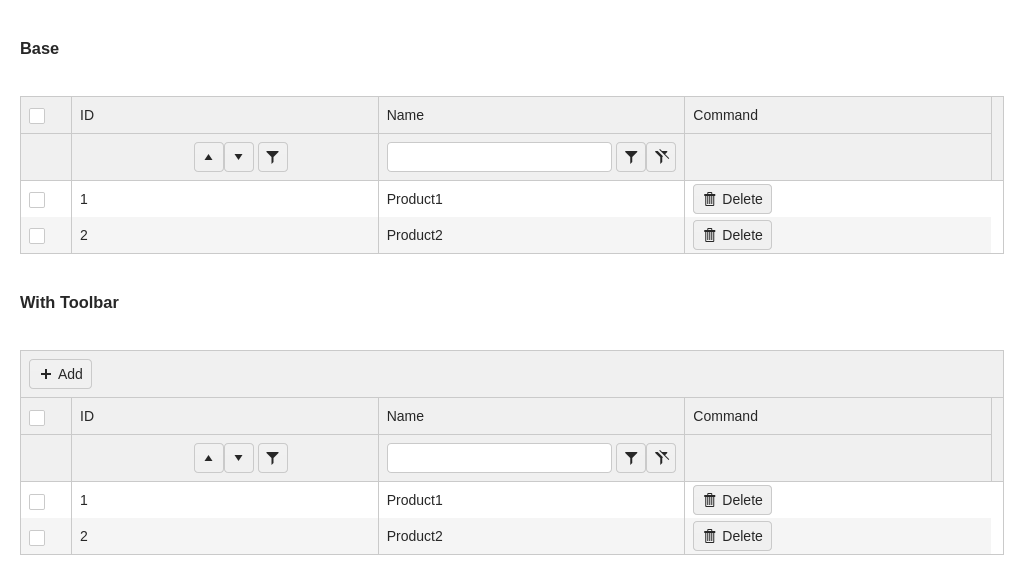 Base
ID Name Command
1 Product1 Delete
2 Product2 Delete
With Toolbar
Add
ID Name Command
1 Product1 Delete
2 Product2 Delete